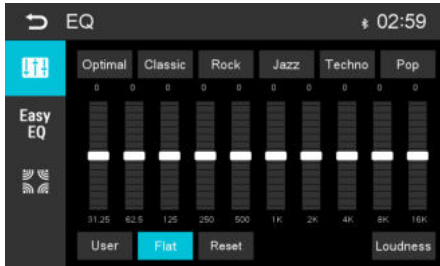 EQ 02:59
Optimal Classic Rock Jazz Techno Pop
0 0 0 0 0 0 0 0 0 0
Easy
EQ
31.25 62.5 125 250 500 1K 2K 4K 8K 16K
User Flat Reset Loudness